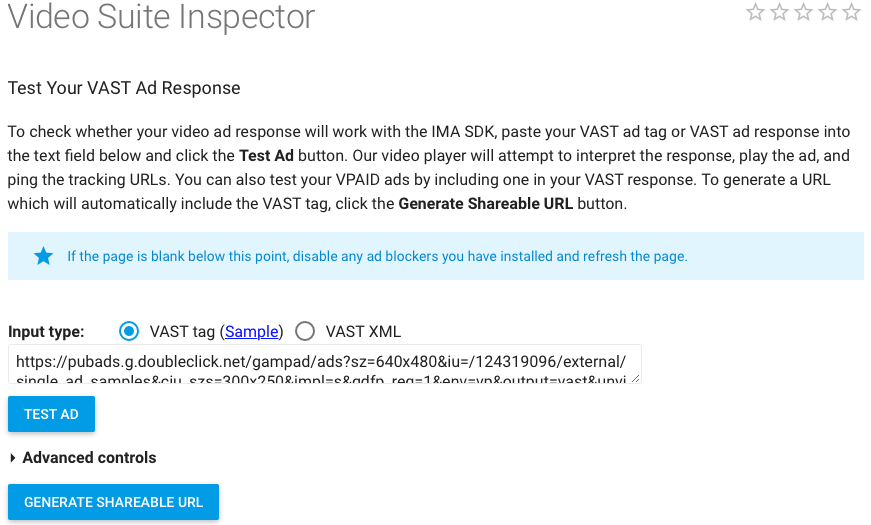 Video Suite Inspector
Test Your VAST Ad Response
To check whether your video ad response will work with the IMA SDK, paste your VAST ad tag or VAST ad response into
the text field below and click the Test Ad button. Our video player will attempt to interpret the response, play the ad, and
ping the tracking URLs. You can also test your VPAID ads by including one in your VAST response. To generate a URL
which will automatically include the VAST tag, click the Generate Shareable URL button.
If the page is blank below this point, disable any ad blockers you have installed and refresh the page.
Input type: VAST tag (Sample) VAST XML
https://pubads.g.doubleclick.net/gampad/ads?sz=640x480&iu=/124319096/external/
single_ad_samples&ciu_szs=300x250&impl=s&gdfp_req=1&env=vp&output=vast&unvi
TEST AD
Advanced controls
GENERATE SHAREABLE URL